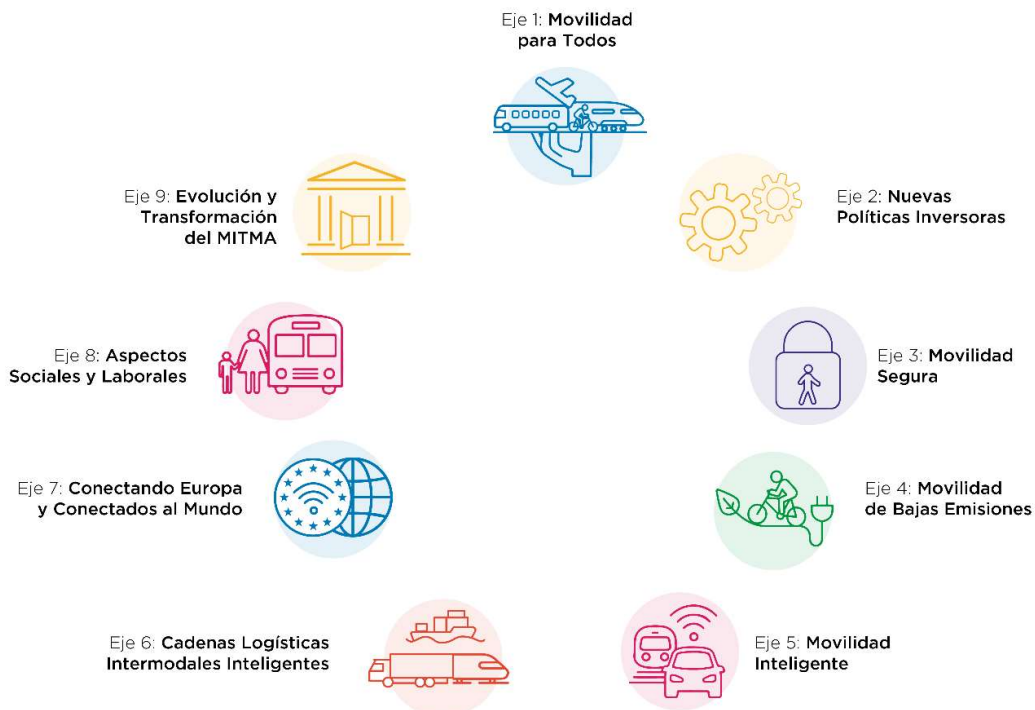 Eje 1: Movilidad
para Todos
Eje 2: Nuevas
Políticas Inversoras
Eje 3: Movilidad
Segura
Eje 4: Movilidad
de Bajas Emisiones
Eje 5: Movilidad
Inteligente
Eje 6: Cadenas Logísticas
Intermodales Inteligentes
Eje 7: Conectando Europa
y Conectados al Mundo
Eje 8: Aspectos
Sociales y Laborales
Eje 9: Evolución y
Transformación
del MITMA